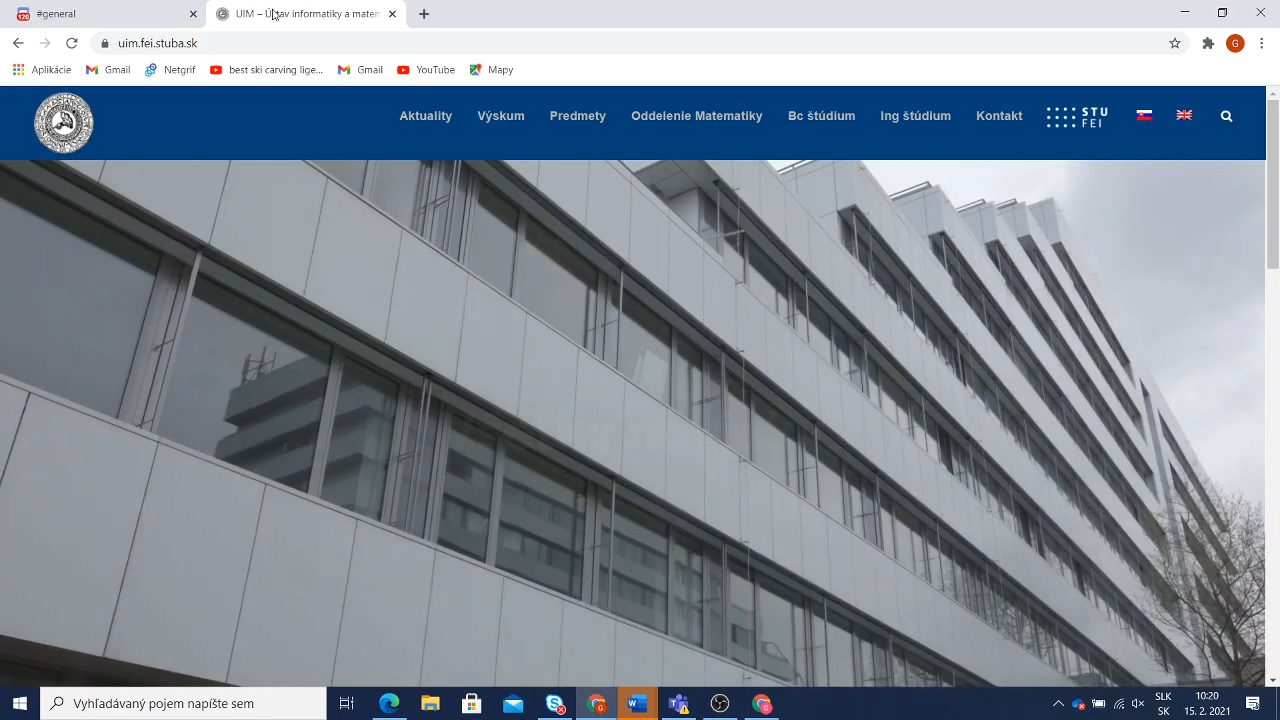 120
#general
UIM – Ústav informatiky a matem
uim.fei.stuba.sk
G
Aplikácie
Gmail
Netgrif
best ski carving lige...
Gmail
YouTube
Mapy
Aktuality
Výskum
Predmety
Oddelenie Matematiky
Bc štúdium
Ing štúdium
Kontakt
STU
FEI
Vyhľadávaný pojem napíšte sem
SLK
SK
10:20
15. 2. 2021